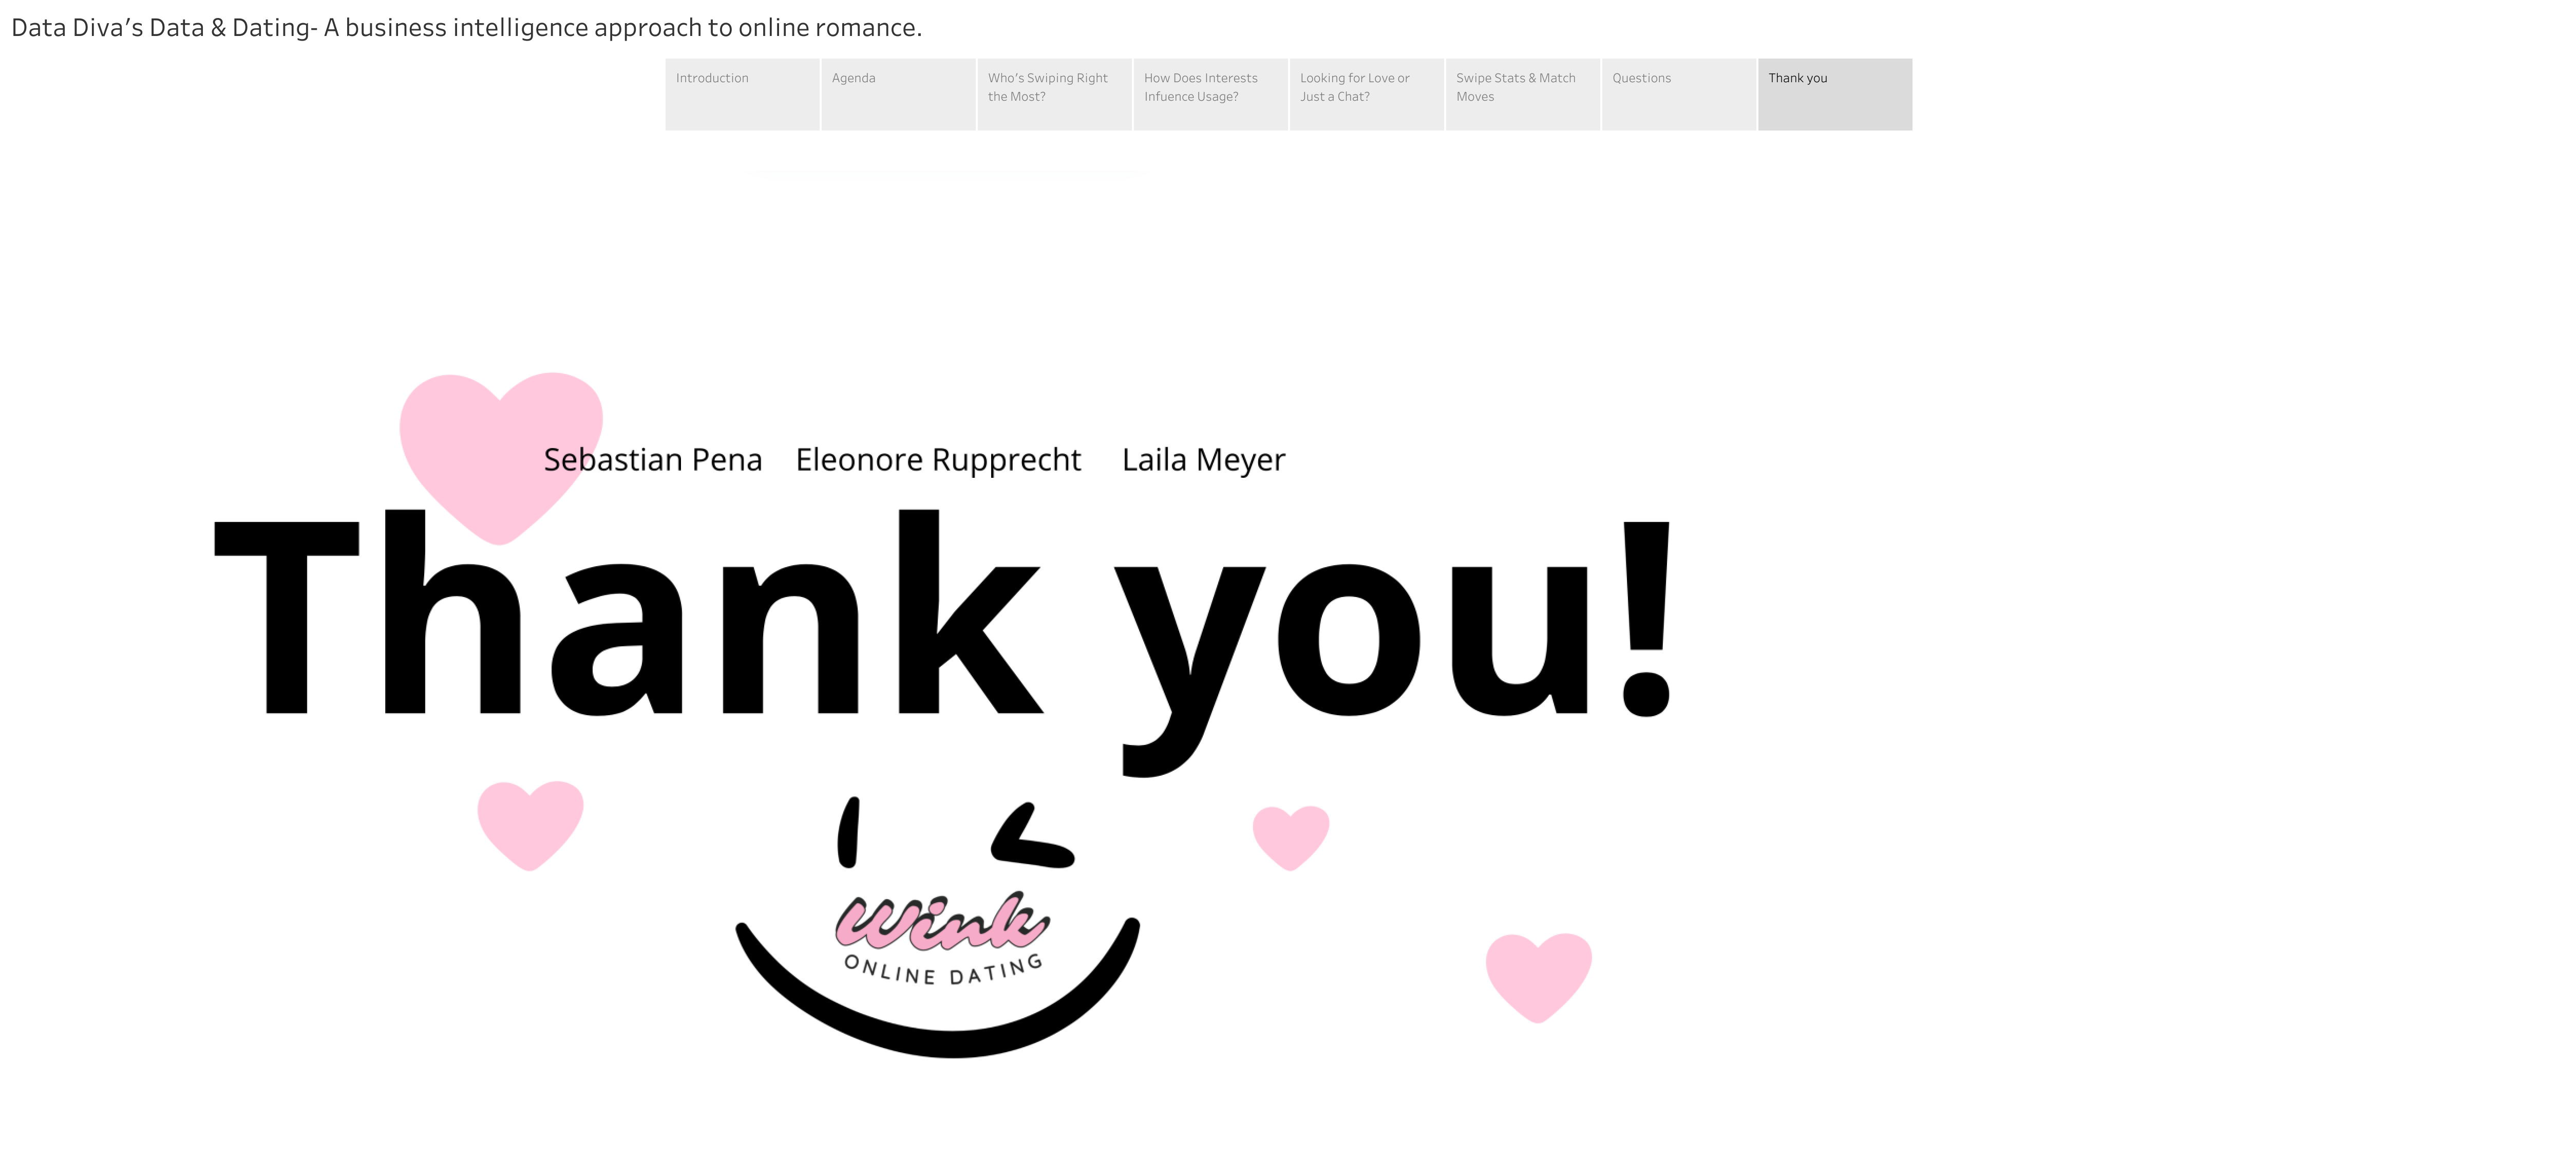 Data Diva's Data & Dating- A business intelligence approach to online romance.
Introduction
Agenda
Who's Swiping Right
the Most?
How Does Interests
Infuence Usage?
Looking for Love or
Just a Chat?
Swipe Stats & Match
Moves
Questions
Thank you
Sebastian Pena Eleonore Rupprecht Laila Meyer
Thank you!
wink
ONLINE DATING